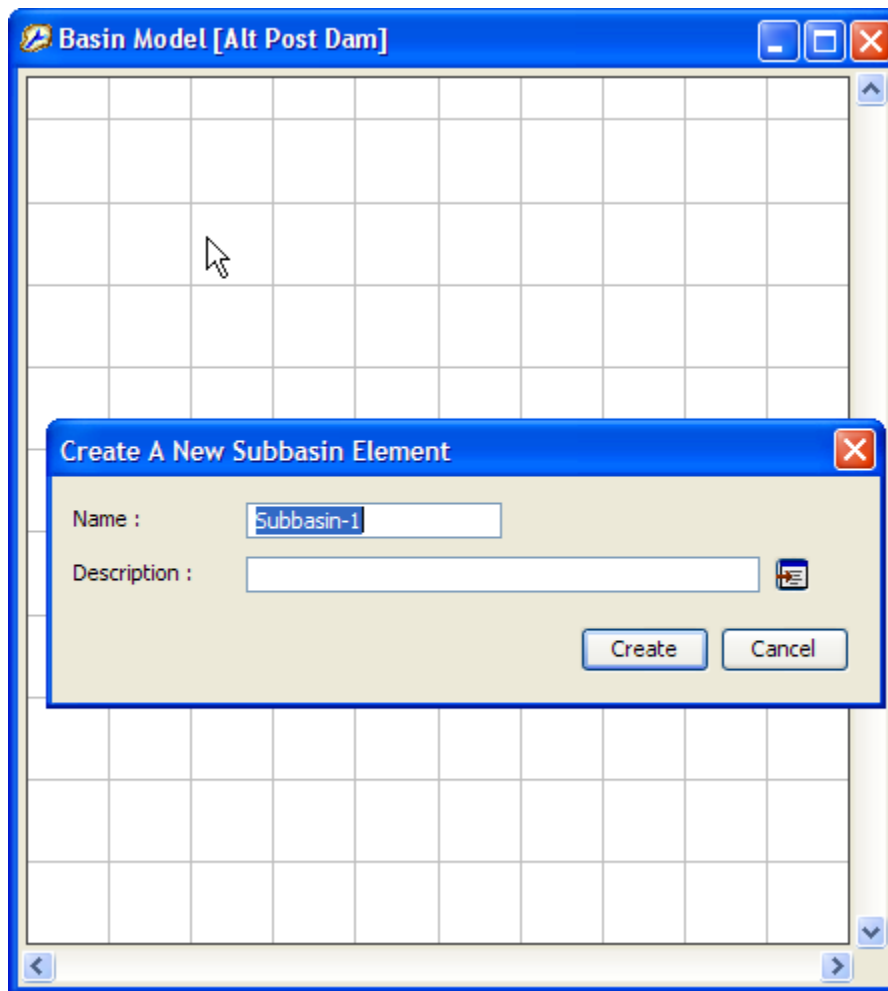 Basin Model [Alt Post Dam]
Create A New Subbasin Element
Name :
Subbasin-1
Description :
Create
Cancel